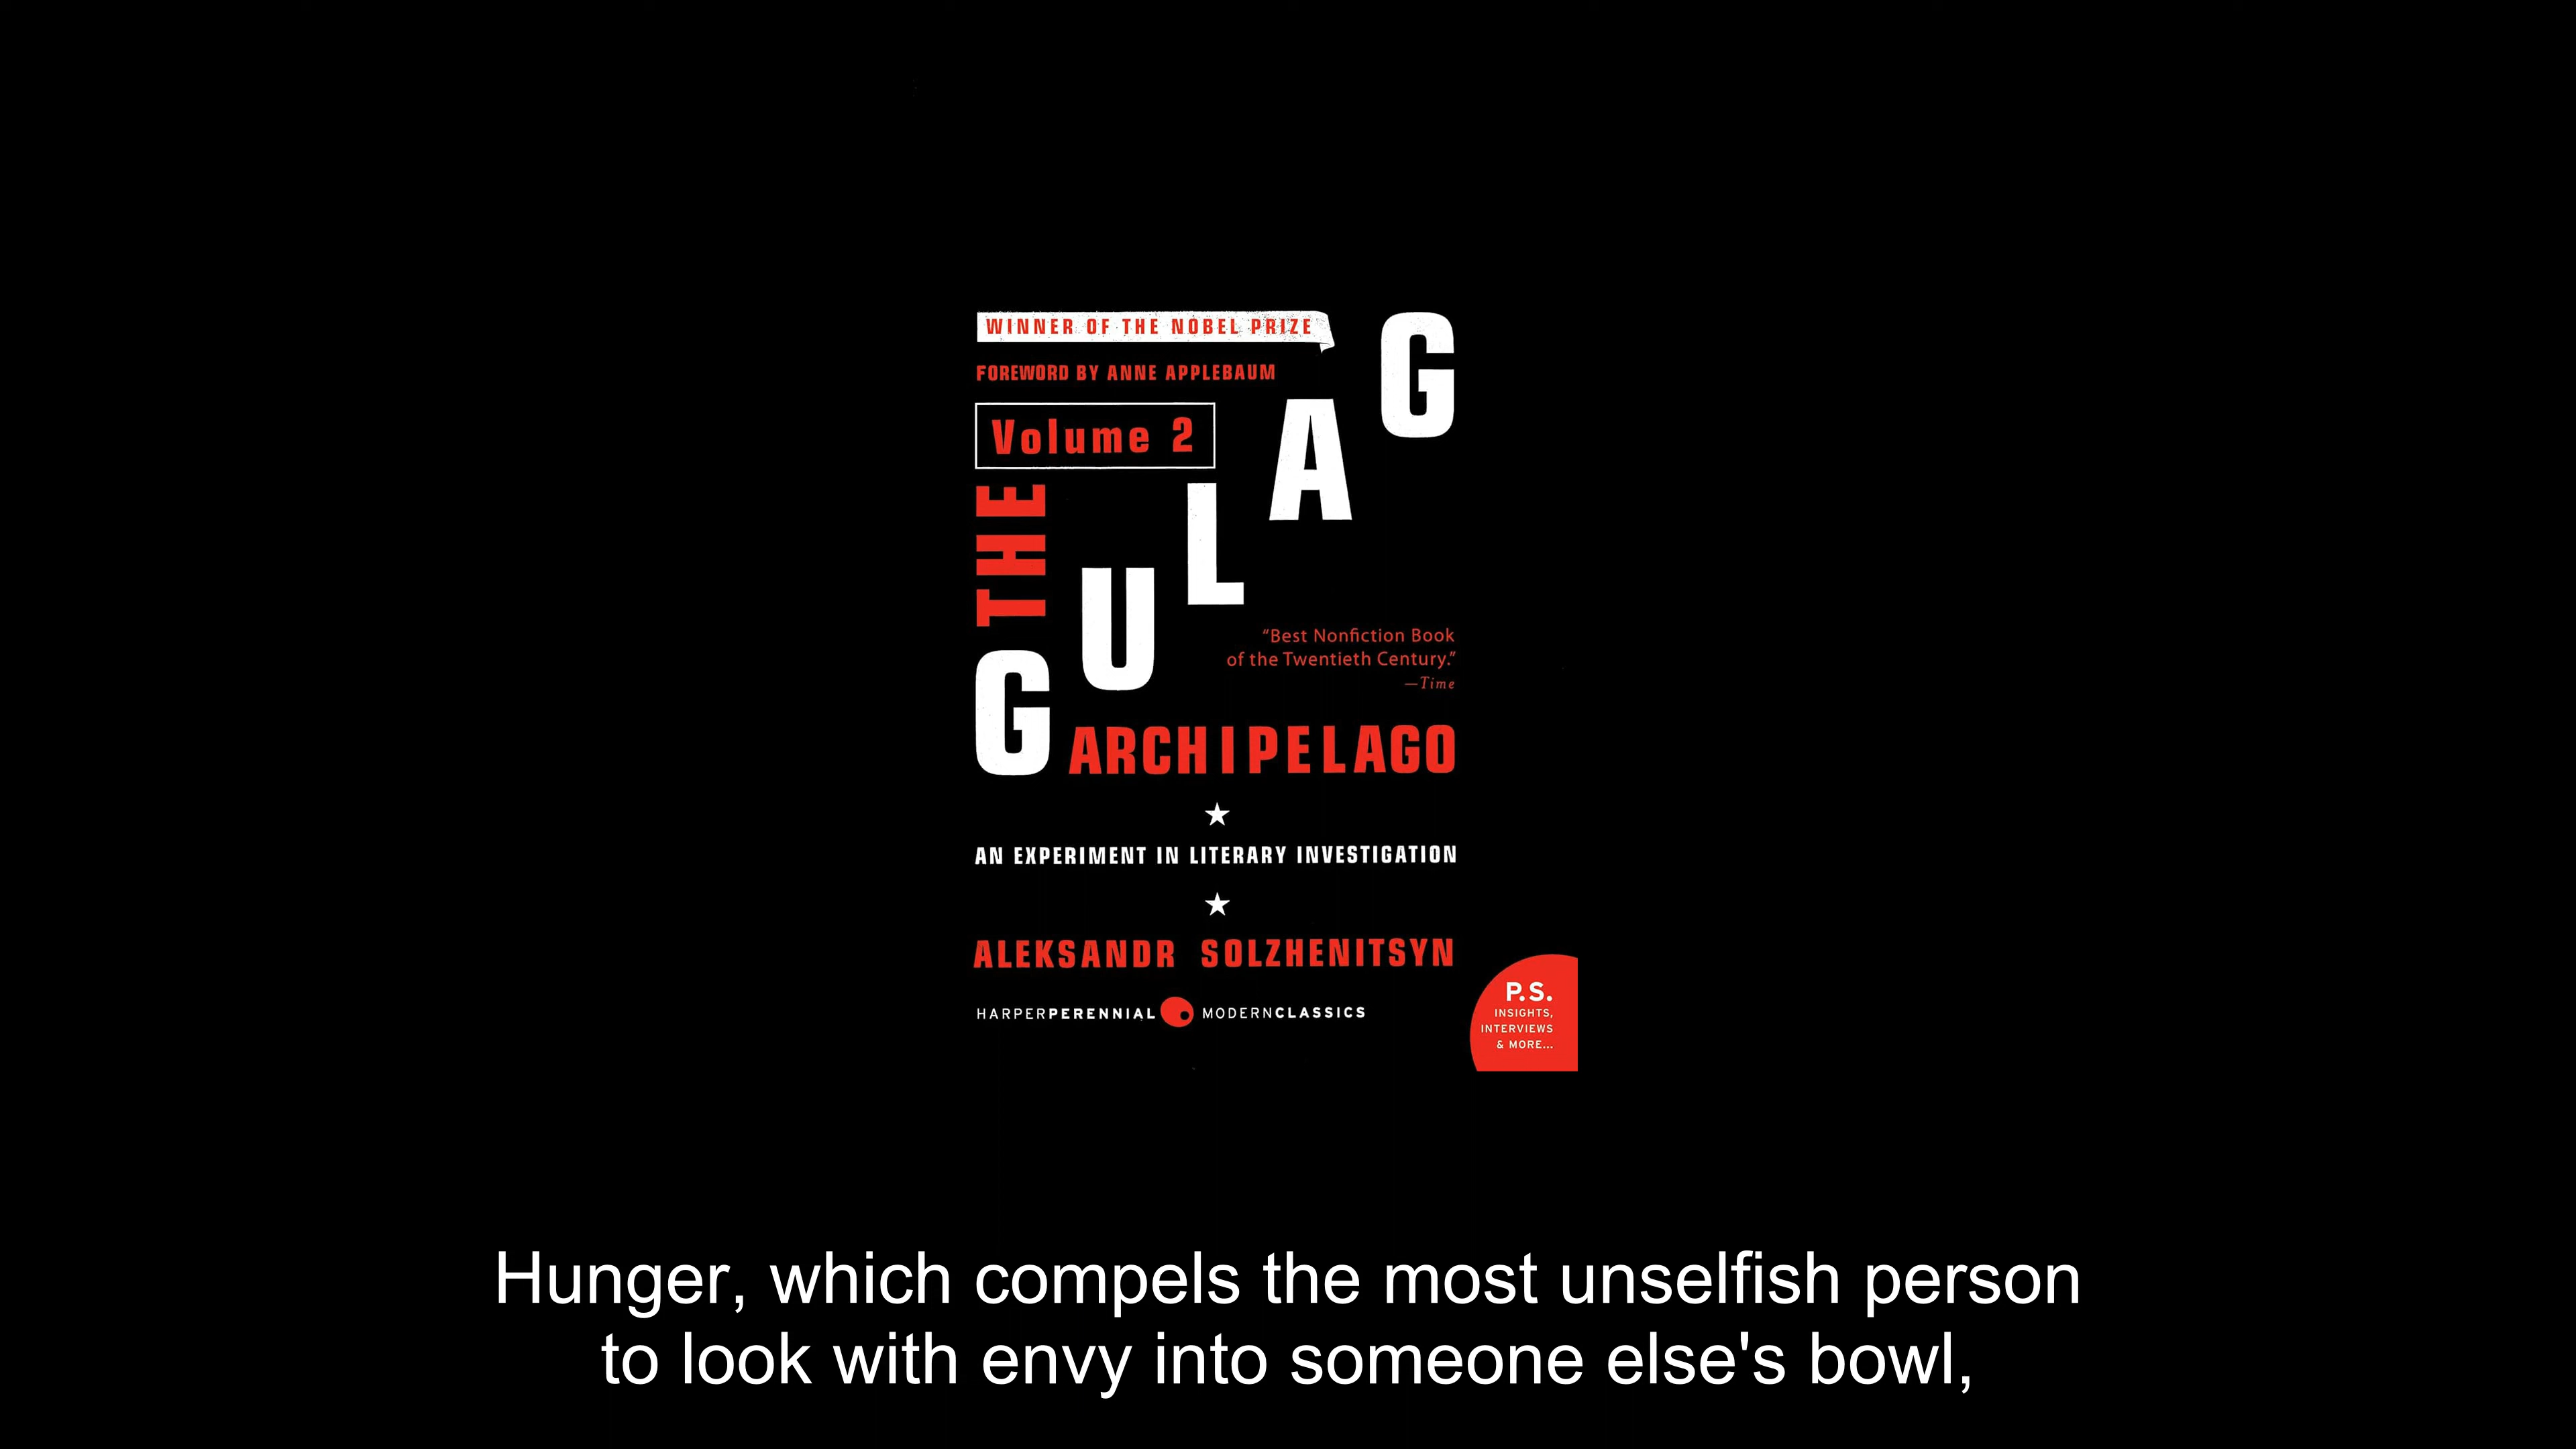 WINNER OF THE NOBEL PRIZE
FOREWORD BY ANNE APPLEBAUM
Volume 2
THE
GULAG
"Best Nonfiction Book
of the Twentieth Century."
—Time
ARCHIPELAGO
AN EXPERIMENT IN LITERARY INVESTIGATION
ALEKSANDR SOLZHENITSYN
HARPERPERENNIAL MODERNCLASSICS
P.S.
INSIGHTS,
INTERVIEWS
& MORE...
Hunger, which compels the most unselfish person
to look with envy into someone else's bowl,